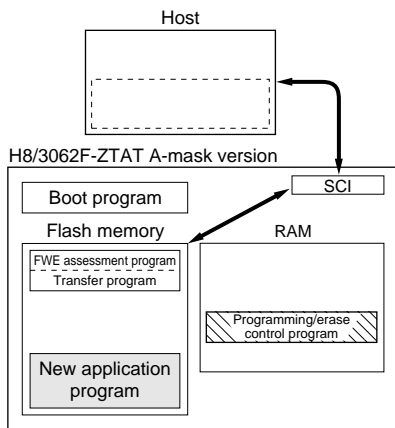 Host
H8/3062F-ZTAT A-mask version
SCI
Boot program
Flash memory
RAM
FWE assessment program
Transfer program
Programming/erase
control program
New application
program